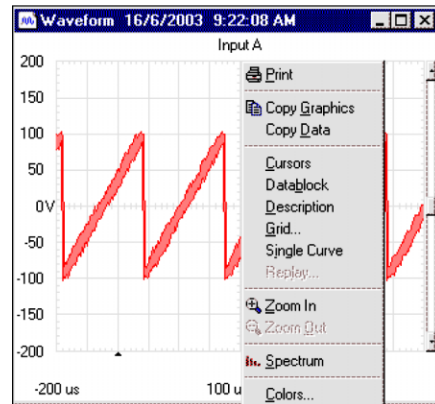 Waveform 16/6/2003 9:22:08 AM
Input A
200
150
100
50
0V
-50
-100
-150
-200
-200 us
100 u
Print
Copy Graphics
Copy Data
Cursors
Datablock
Description
Grid...
Single Curve
Replay...
Zoom In
Zoom Out
Spectrum
Colors...